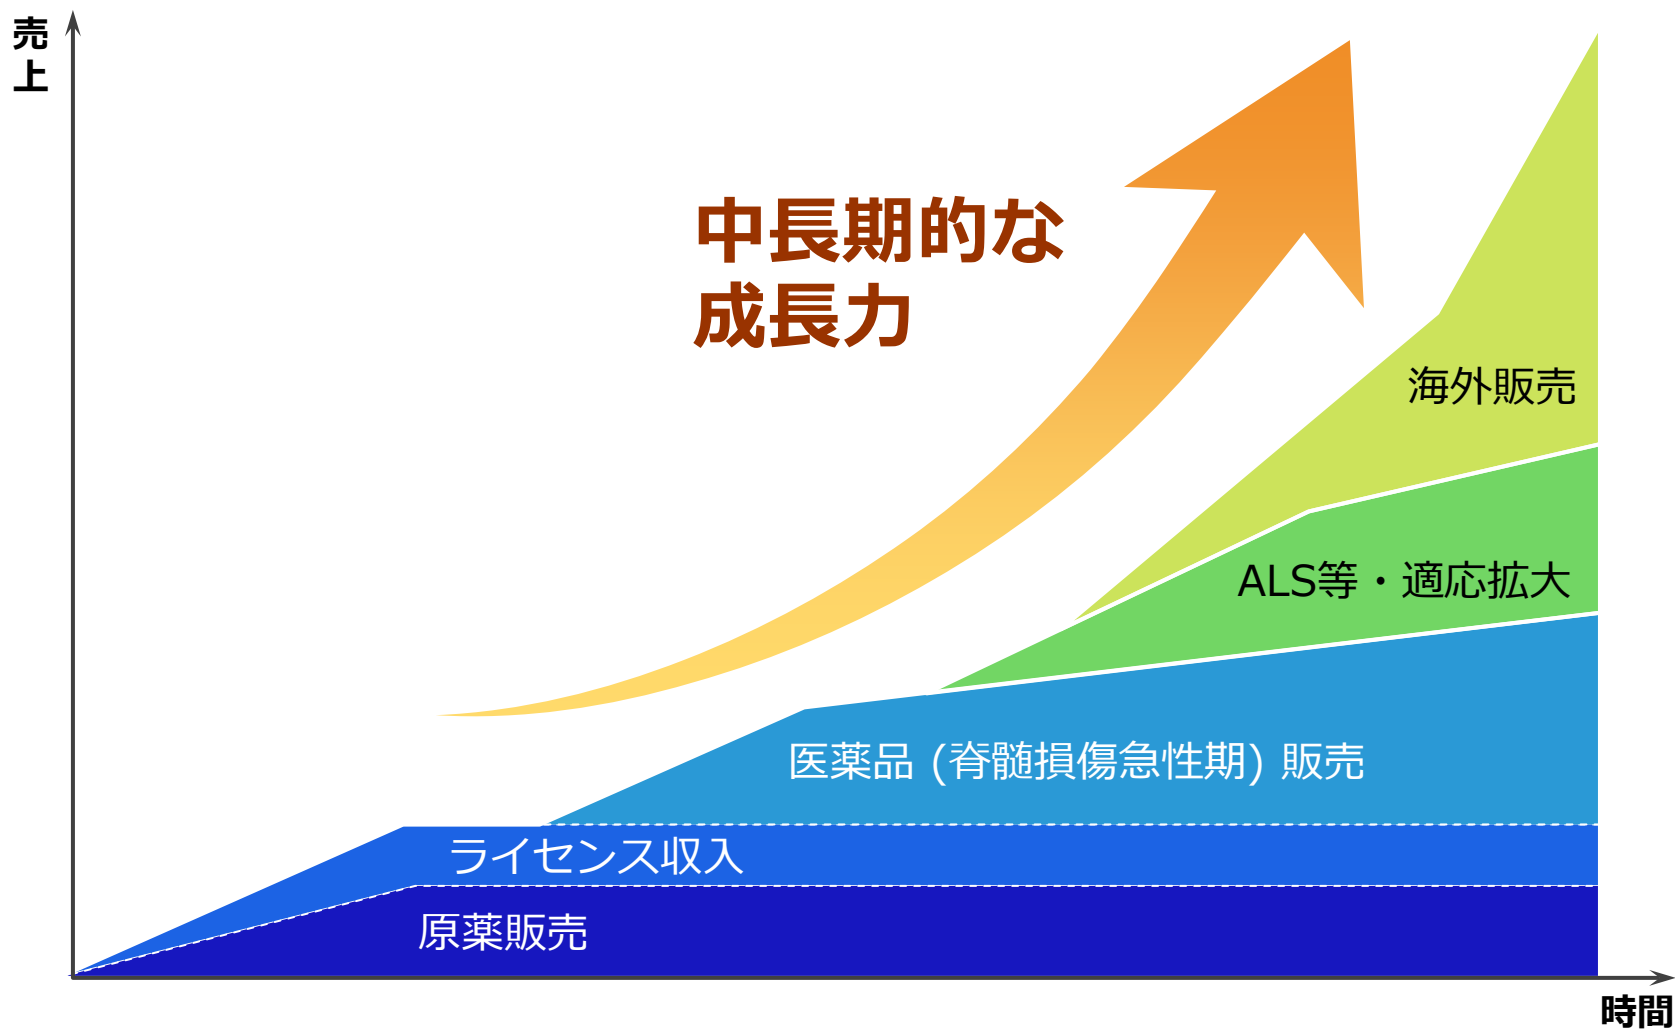 売
上
中長期的な
成長力
海外販売
ALS等・適応拡大
医薬品 (脊髄損傷急性期) 販売
ライセンス収入
原薬販売
時間